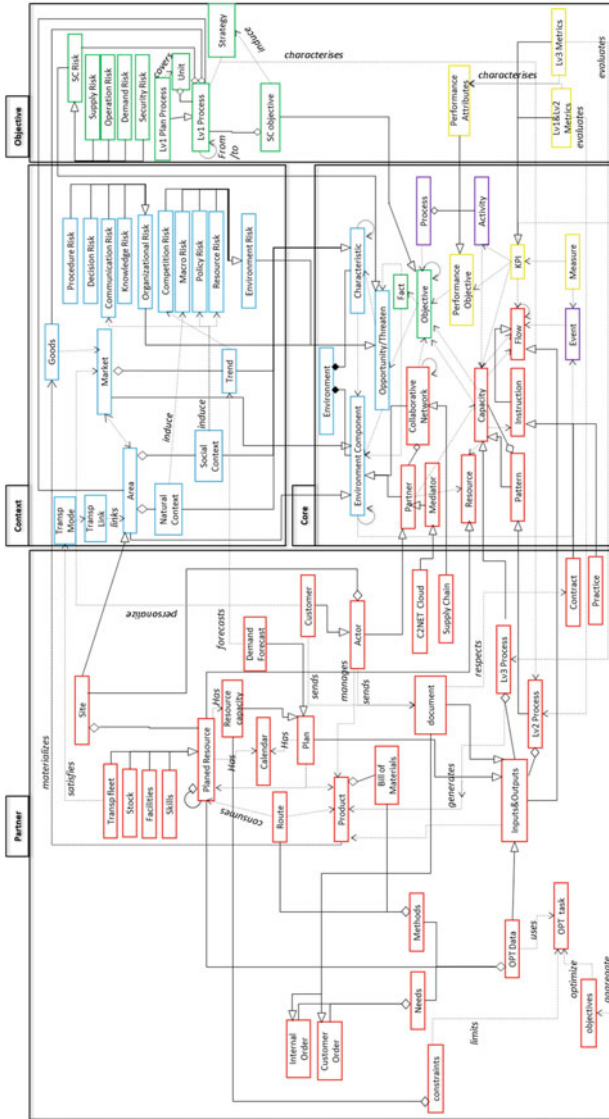 Partner
materializes
satisfies
Site
Transp fleet
Stock
Facilities
Skills
Planed Resource
Has
Resource
capacity
Has
Calendar
Has
Plan
consumes
Route
Product
Bill of
Materials
personalize
forecasts
Demand
Forecast
Customer
sends
manages
Actor
sends
C2NET Cloud
Supply Chain
document
respects
generates
Lv3 Process
Lv2 Process
Contract
Practice
Inputs&Outputs
Internal
Order
Customer
Order
Needs
Methods
OPT Data
uses
OPT task
constraints
limits
optimize
objectives
aggregate
Context
Transp
Mode
Transp
Link
links
Area
Goods
Market
Natural
Context
Social
Context
induce
induce
Trend
Procedure Risk
Decision Risk
Communication Risk
Knowledge Risk
Organizational Risk
Competition Risk
Macro Risk
Policy Risk
Resource Risk
Environment Risk
Core
Environment
Environment Component
Characteristic
Opportunity/Threaten
Fact
Objective
Collaborative
Network
Partner
Mediator
Resource
Process
Activity
Performance
Objective
Capacity
KPI
Pattern
Instruction
Flow
Event
Measure
Objective
SC Risk
Supply Risk
Operation Risk
Demand Risk
Security Risk
Lv1 Plan Process
covers
Unit
Lv1 Process
From
/to
Strategy
induce
SC objective
characterises
Performance
Attributes
characterises
Lv1&Lv2
Metrics
Lv3 Metrics
evaluates
evaluates